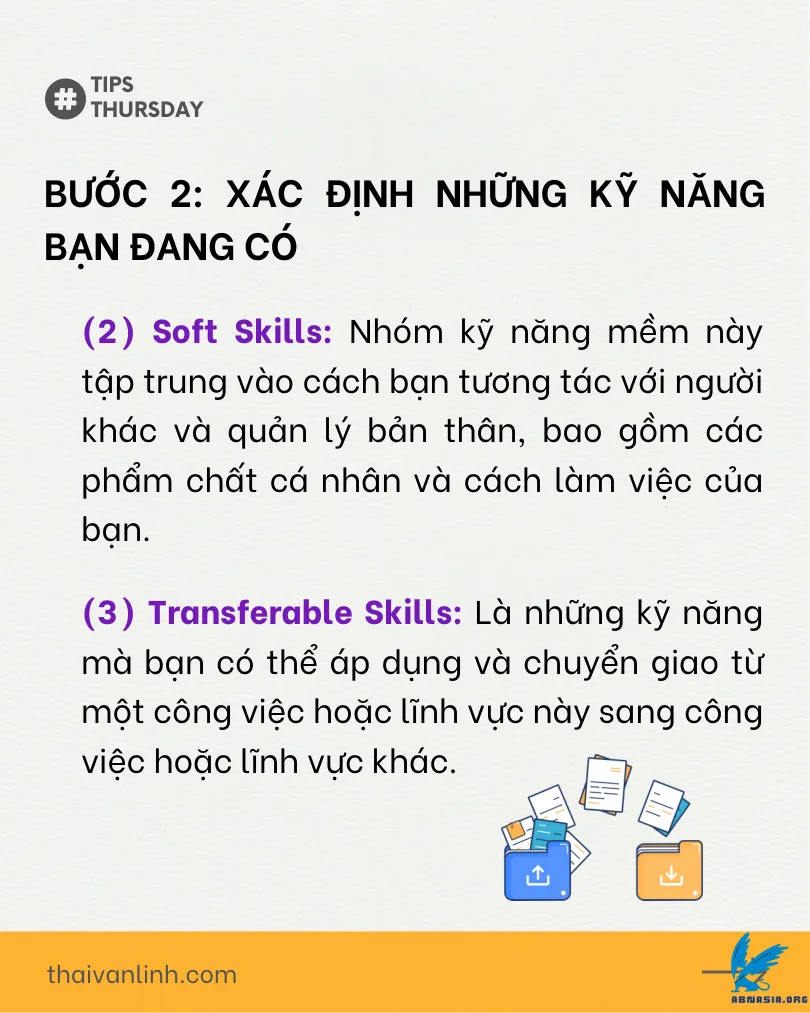 # TIPS
THURSDAY
BƯỚC 2: XÁC ĐỊNH NHỮNG KỸ NĂNG
BẠN ĐANG CÓ
(2) Soft Skills: Nhóm kỹ năng mềm này
tập trung vào cách bạn tương tác với người
khác và quản lý bản thân, bao gồm các
phẩm chất cá nhân và cách làm việc của
bạn.
(3) Transferable Skills: Là những kỹ năng
mà bạn có thể áp dụng và chuyển giao từ
một công việc hoặc lĩnh vực này sang công
việc hoặc lĩnh vực khác.
thaivanlinh.com
ABNASIA.ORG